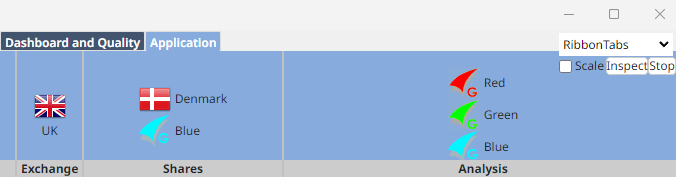 Dashboard and Quality Application
RibbonTabs
Scale Inspect Stop
Red
Denmark
Green
UK
Blue
Blue
Exchange Shares Analysis